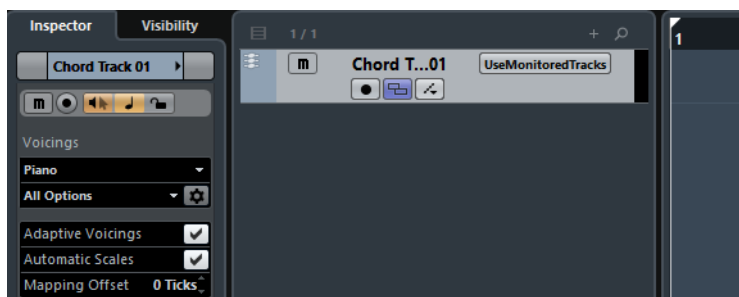 Inspector
Visibility
1 / 1
+
1
Chord Track 01
m
Chord T...01
UseMonitoredTracks
m
Voicings
Piano
All Options
Adaptive Voicings
Automatic Scales
Mapping Offset 0 Ticks